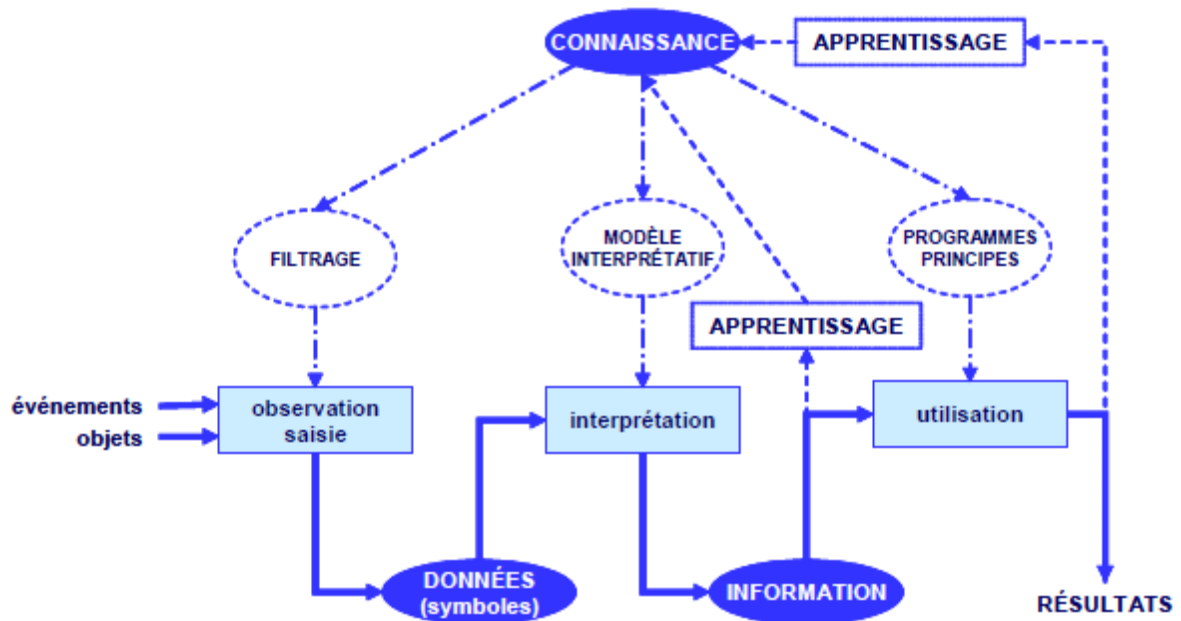 CONNAISSANCE
APPRENTISSAGE
FILTRAGE
MODÈLE
INTERPRÉTATIF
PROGRAMMES
PRINCIPES
APPRENTISSAGE
événements
objets
observation
saisie
interprétation
utilisation
DONNÉES
(symboles)
INFORMATION
RÉSULTATS